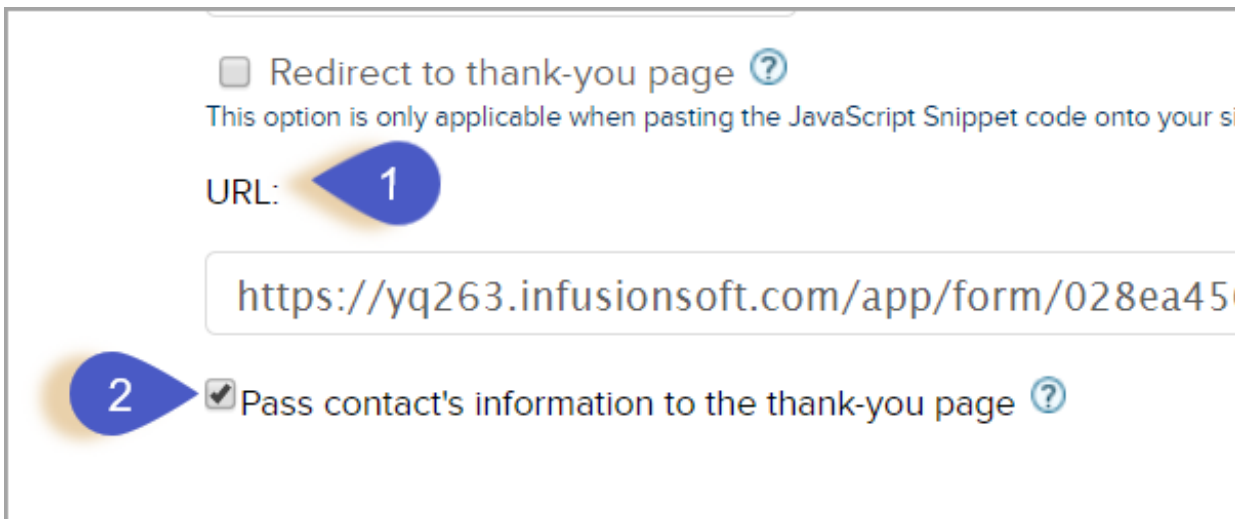 Redirect to thank-you page ?
This option is only applicable when pasting the JavaScript Snippet code onto your si
URL: 1
https://yq263.infusionsoft.com/app/form/028ea45
2 Pass contact's information to the thank-you page ?